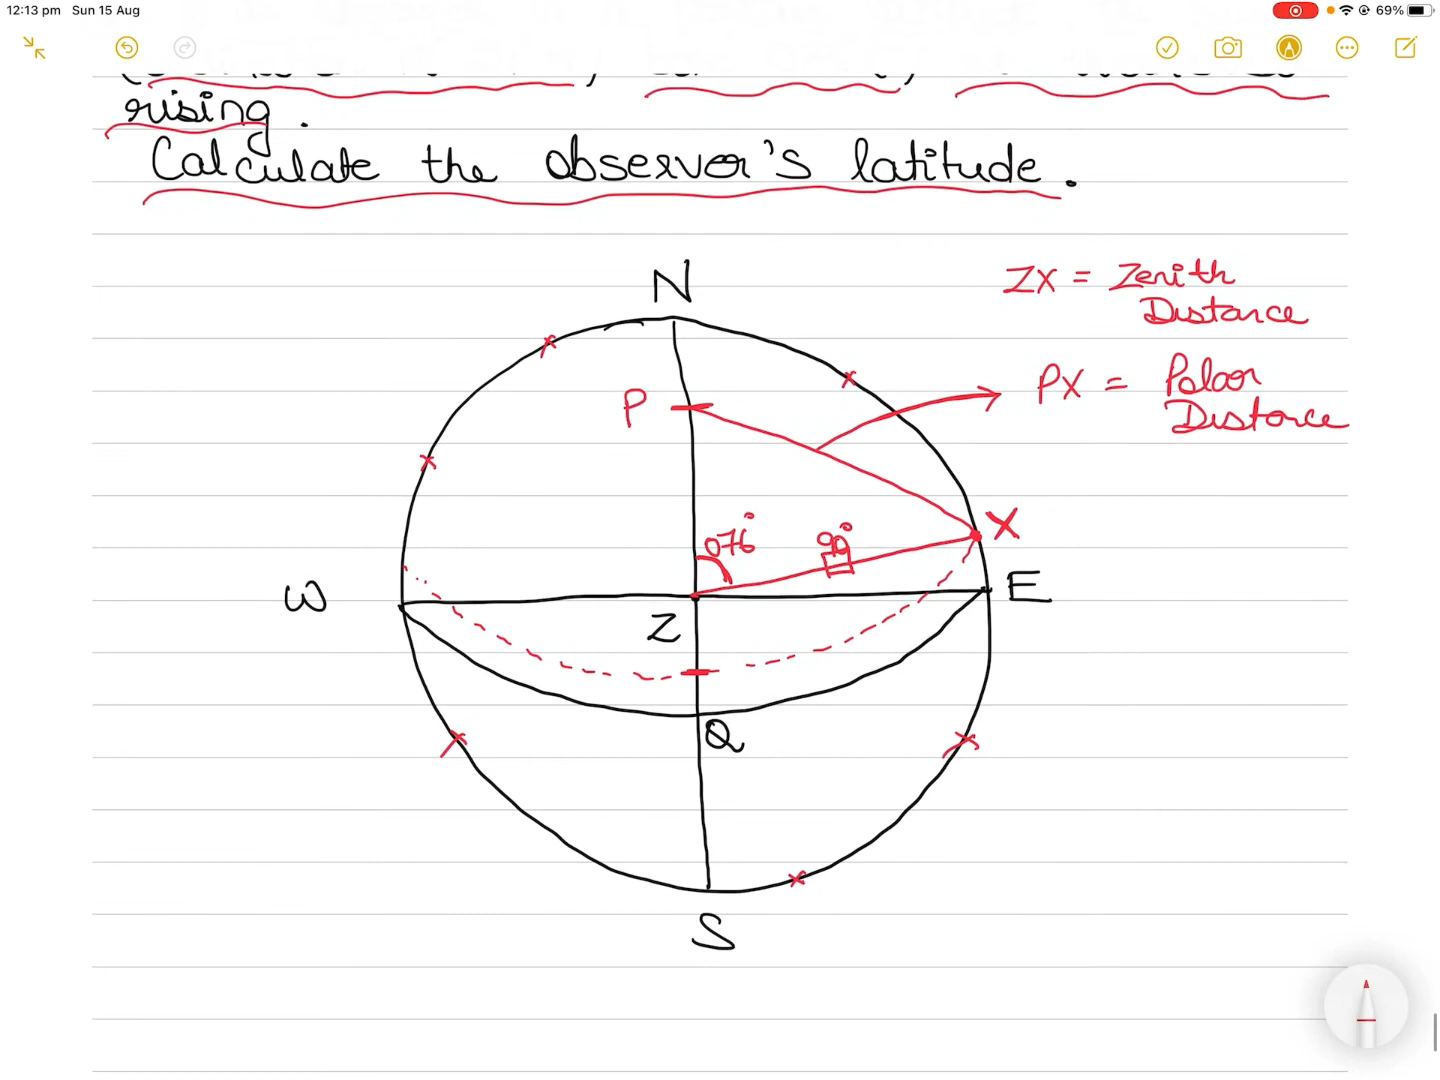 12:13 pm Sun 15 Aug
69%
rising.
Calculate the observer's latitude.
N
ZX = Zenith
Distance
P
PX = Polar
Distance
076°
90°
X
W
E
Z
Q
S